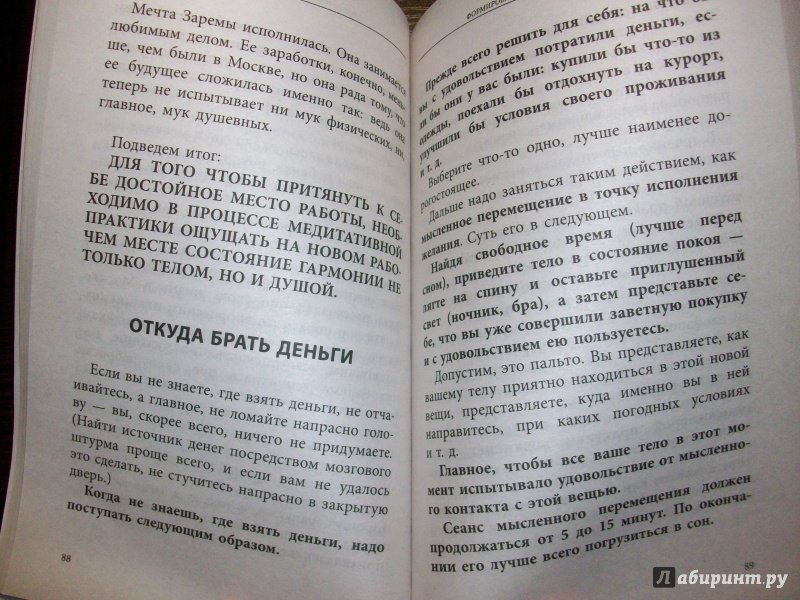 Мечта Заремы исполнилась. Она занимается
любимым делом. Ее заработки, конечно, мень-
ше, чем были в Москве, но она рада тому, что
ее будущее сложилась именно так: ведь она
теперь не испытывает ни мук физических, ни,
главное, мук душевных.
Подведем итог:
ДЛЯ ТОГО ЧТОБЫ ПРИТЯНУТЬ К СЕ-
БЕ ДОСТОЙНОЕ МЕСТО РАБОТЫ, НЕОБ-
ХОДИМО В ПРОЦЕССЕ МЕДИТАТИВНОЙ
ПРАКТИКИ ОЩУЩАТЬ НА НОВОМ РАБО-
ЧЕМ МЕСТЕ СОСТОЯНИЕ ГАРМОНИИ НЕ
ТОЛЬКО ТЕЛОМ, НО И ДУШОЙ.
ОТКУДА БРАТЬ ДЕНЬГИ
Если вы не знаете, где взять деньги, не отча-
ивайтесь, а главное, не ломайте напрасно голо-
ву — вы, скорее всего, ничего не придумаете.
(Найти источник денег посредством мозгового
штурма проще всего, и если вам не удалось
это сделать, не стучитесь напрасно в закрытую
дверь.)
Когда не знаешь, где взять деньги, надо
поступать следующим образом.
88
ФОРМИРОВ
Прежде всего решить для себя: на что
вы с удовольствием потратили деньги, ес-
ли бы они у вас были: купили бы что-то из
одежды, поехали бы отдохнуть на курорт,
улучшили бы условия своего проживания
и т. д.
Выберите что-то одно, лучше наименее до-
рогостоящее.
Дальше надо заняться таким действием, как
мысленное перемещение в точку исполнения
желания. Суть его в следующем.
Найдя свободное время (лучше перед
сном), приведите тело в состояние покоя —
лягте на спину и оставьте приглушенный
свет (ночник, бра), а затем представьте се-
бе, что вы уже совершили заветную покупку
и с удовольствием ею пользуетесь.
Допустим, это пальто. Вы представляете, как
вашему телу приятно находиться в этой новой
вещи, представляете, куда именно вы в ней
направитесь, при каких погодных условиях
и т. д.
Главное, чтобы все ваше тело в этот мо-
мент испытывало удовольствие от мысленно-
го контакта с этой вещью.
Сеанс мысленного перемещения должен
продолжаться от 5 до 15 минут. По оконча-
нии его лучше всего погрузиться в сон.
89
Лабиринт.ру